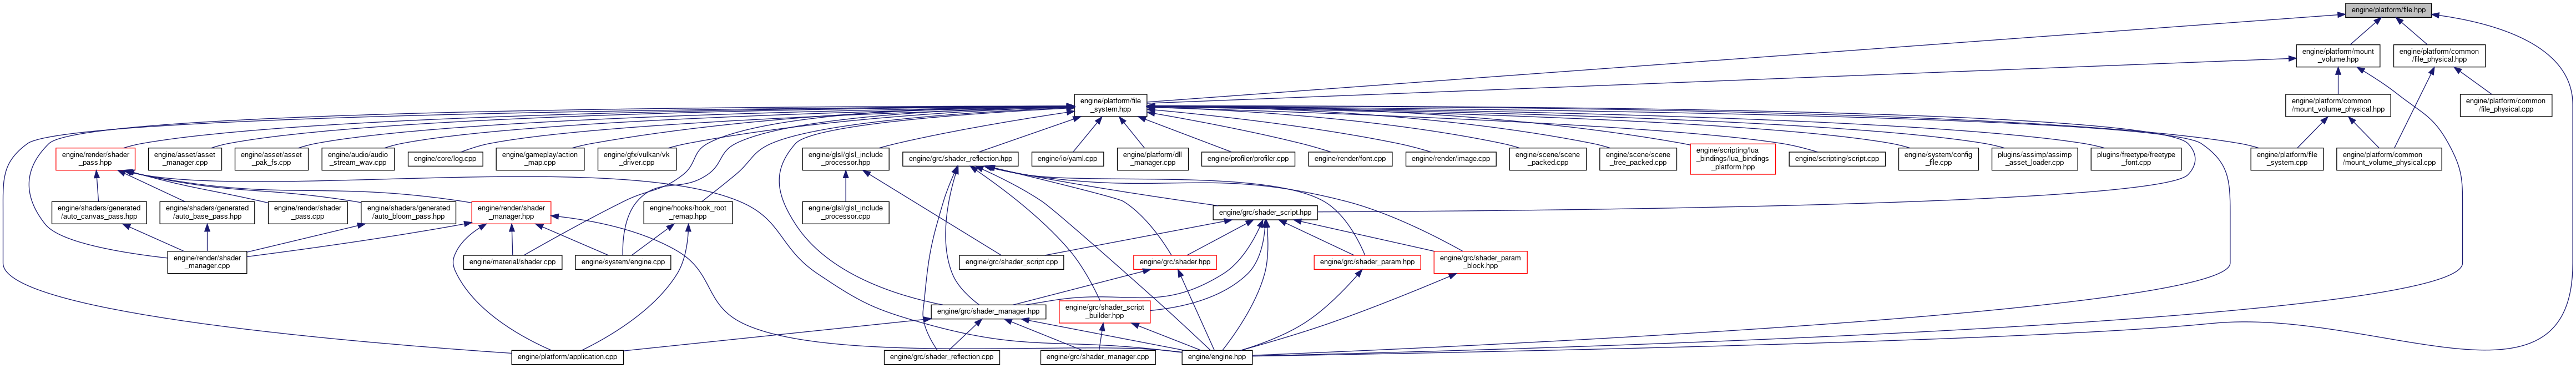 engine/platform/file.hpp
engine/platform/mount
_volume.hpp
engine/platform/common
/file_physical.hpp
engine/platform/file
_system.hpp
engine/platform/common
/mount_volume_physical.hpp
engine/platform/common
/file_physical.cpp
engine/render/shader
_pass.hpp
engine/asset/asset
_manager.cpp
engine/asset/asset
_pak_fs.cpp
engine/audio/audio
_stream_wav.cpp
engine/core/log.cpp
engine/gameplay/action
_map.cpp
engine/gfx/vulkan/vk
_driver.cpp
engine/glsl/glsl_include
_processor.hpp
engine/grc/shader_reflection.hpp
engine/io/yaml.cpp
engine/platform/dll
_manager.cpp
engine/profiler/profiler.cpp
engine/render/font.cpp
engine/render/image.cpp
engine/scene/scene
_packed.cpp
engine/scene/scene
_tree_packed.cpp
engine/scripting/lua
_bindings/lua_bindings
_platform.hpp
engine/scripting/script.cpp
engine/system/config
_file.cpp
plugins/assimp/assimp
_asset_loader.cpp
plugins/freetype/freetype
_font.cpp
engine/platform/file
_system.cpp
engine/platform/common
/mount_volume_physical.cpp
engine/shaders/generated
/auto_canvas_pass.hpp
engine/shaders/generated
/auto_base_pass.hpp
engine/render/shader
_pass.cpp
engine/shaders/generated
/auto_bloom_pass.hpp
engine/render/shader
_manager.hpp
engine/hooks/hook_root
_remap.hpp
engine/glsl/glsl_include
_processor.cpp
engine/grc/shader_script.hpp
engine/render/shader
_manager.cpp
engine/material/shader.cpp
engine/system/engine.cpp
engine/grc/shader_script.cpp
engine/grc/shader.hpp
engine/grc/shader_param.hpp
engine/grc/shader_param
_block.hpp
engine/grc/shader_manager.hpp
engine/grc/shader_script
_builder.hpp
engine/platform/application.cpp
engine/grc/shader_reflection.cpp
engine/grc/shader_manager.cpp
engine/engine.hpp